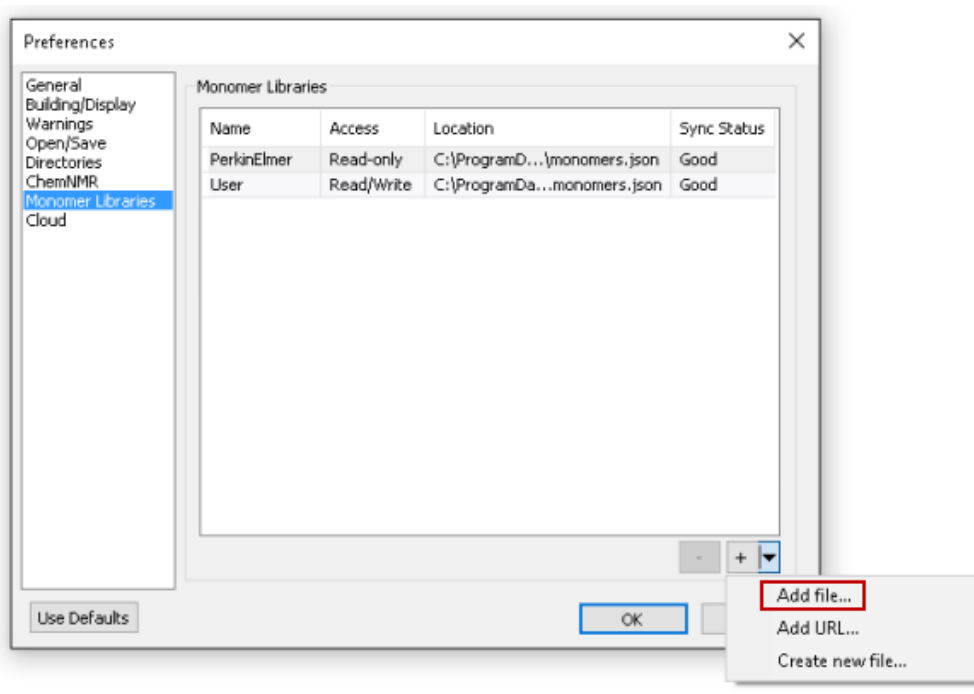 Preferences
General
Building/Display
Warnings
Open/Save
Directories
ChemNMR
Monomer Libraries
Cloud
Monomer Libraries
Name Access Location Sync Status
PerkinElmer Read-only C:\ProgramD...\monomers.json Good
User Read/Write C:\ProgramDa...monomers.json Good
- +
Add file...
Add URL...
Create new file...
Use Defaults
OK